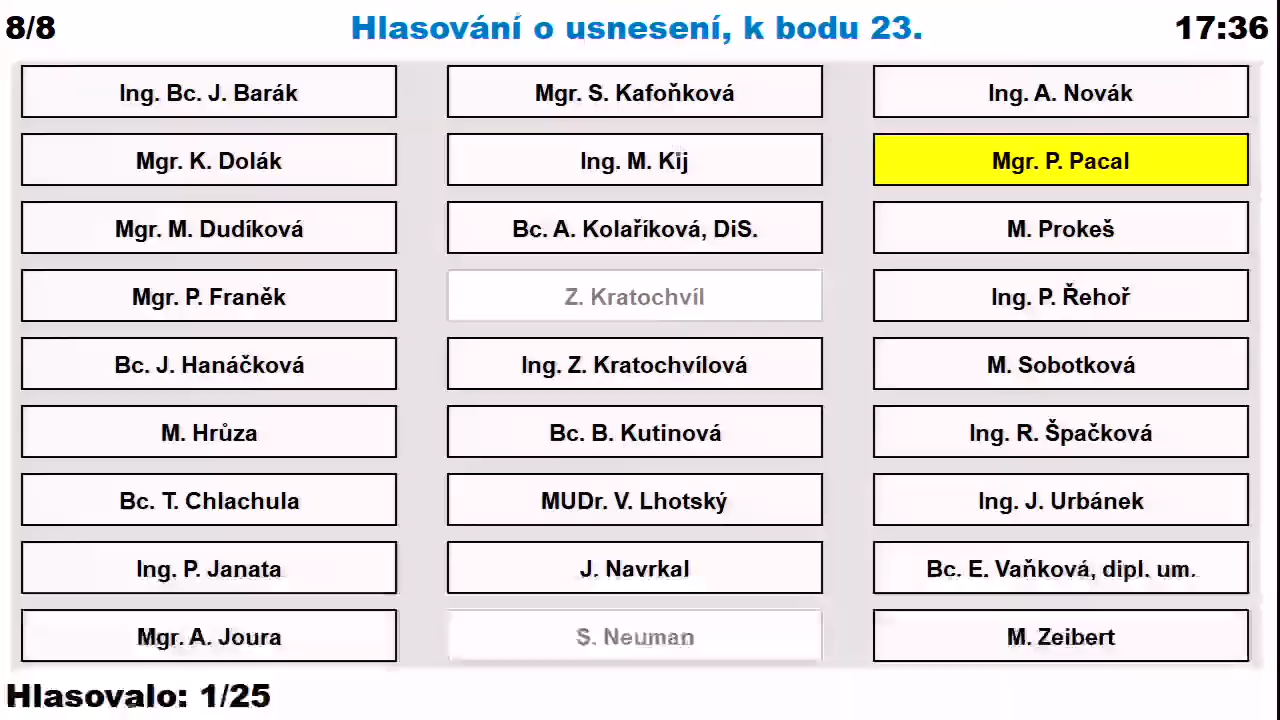 8/8 Hlasování o usnesení, k bodu 23. 17:36
Ing. Bc. J. Barák Mgr. S. Kafoňková Ing. A. Novák
Mgr. K. Dolák Ing. M. Kij Mgr. P. Pacal
Mgr. M. Dudíková Bc. A. Kolaříková, DiS. M. Prokeš
Mgr. P. Franěk Z. Kratochvíl Ing. P. Řehoř
Bc. J. Hanáčková Ing. Z. Kratochvílová M. Sobotková
M. Hrůza Bc. B. Kutinová Ing. R. Špačková
Bc. T. Chlachula MUDr. V. Lhotský Ing. J. Urbánek
Ing. P. Janata J. Navrkal Bc. E. Vaňková, dipl. um.
Mgr. A. Joura S. Neuman M. Zeibert
Hlasovalo: 1/25